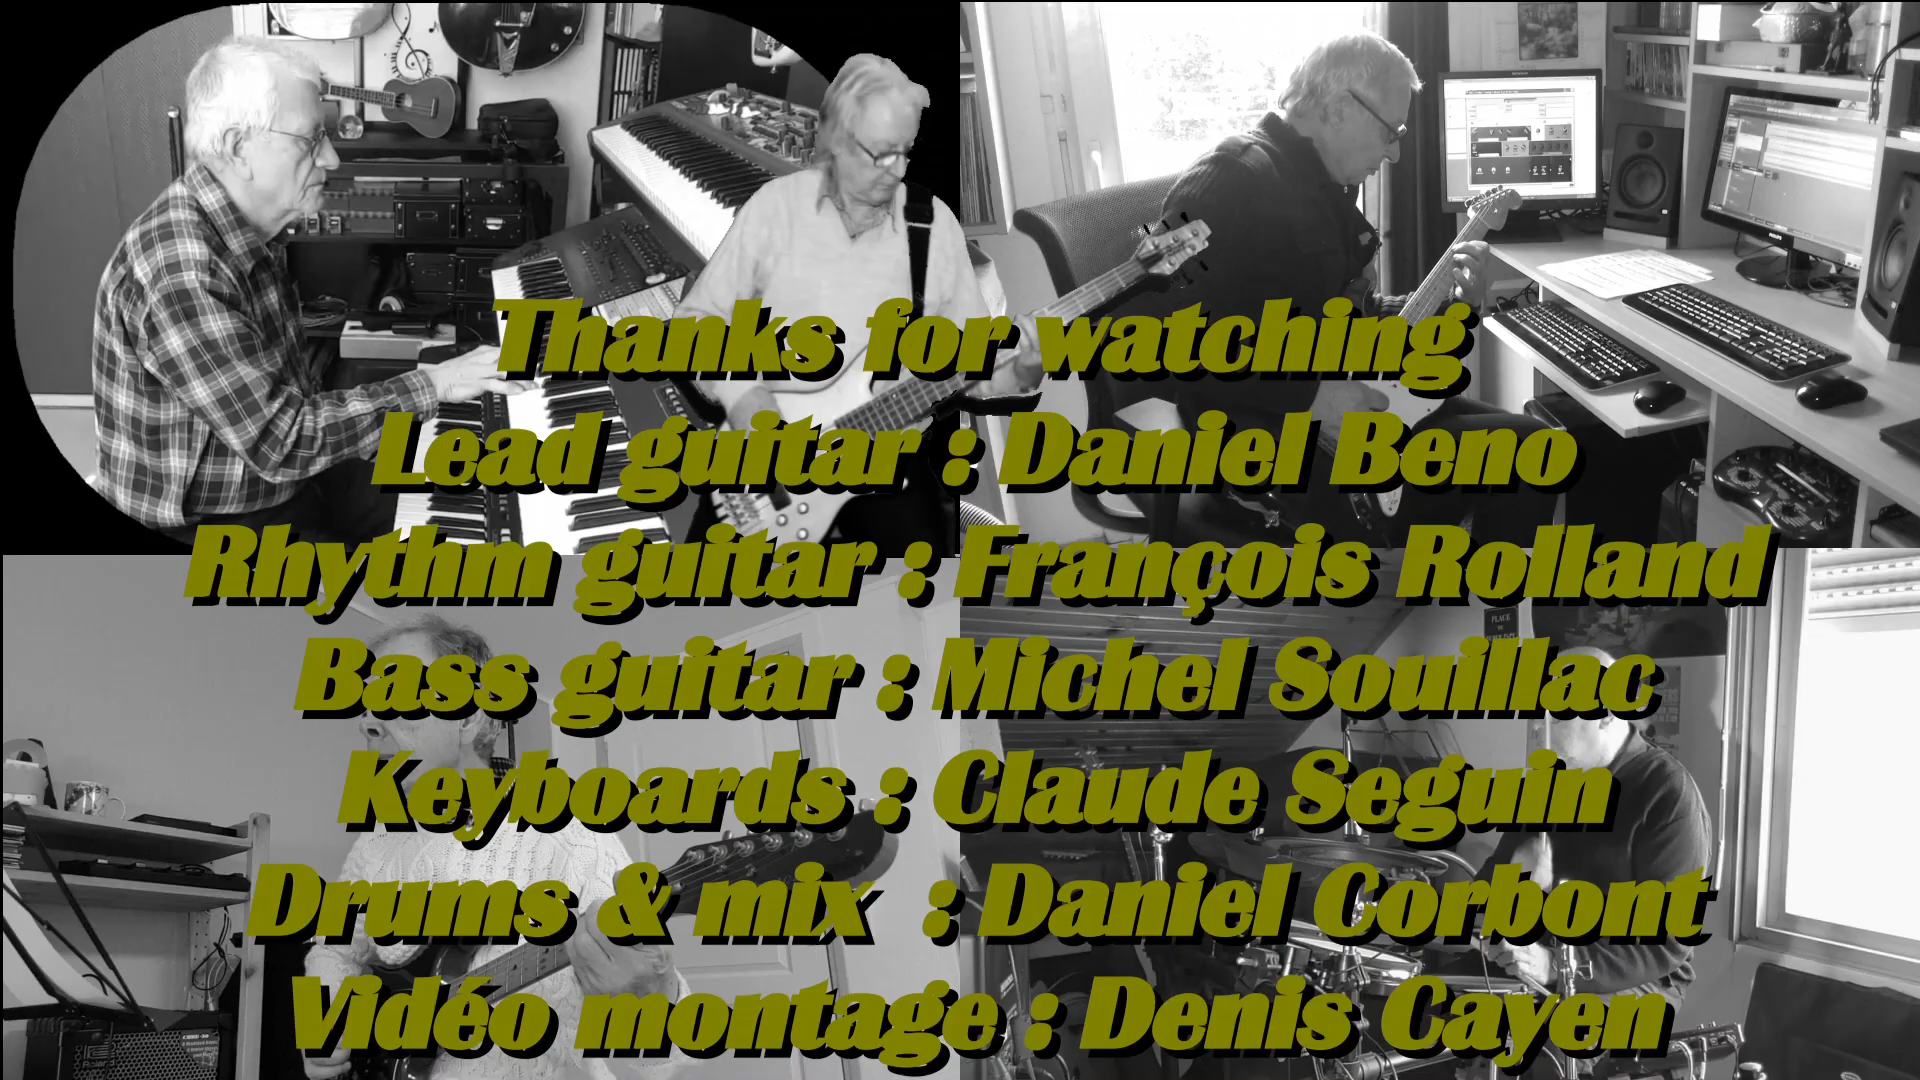 Thanks for watching
Lead guitar : Daniel Beno
Rhythm guitar : François Rolland
Bass guitar : Michel Souillac
Keyboards : Claude Seguin
Drums & mix : Daniel Corbont
Vidéo montage : Denis Cayen
PLACE